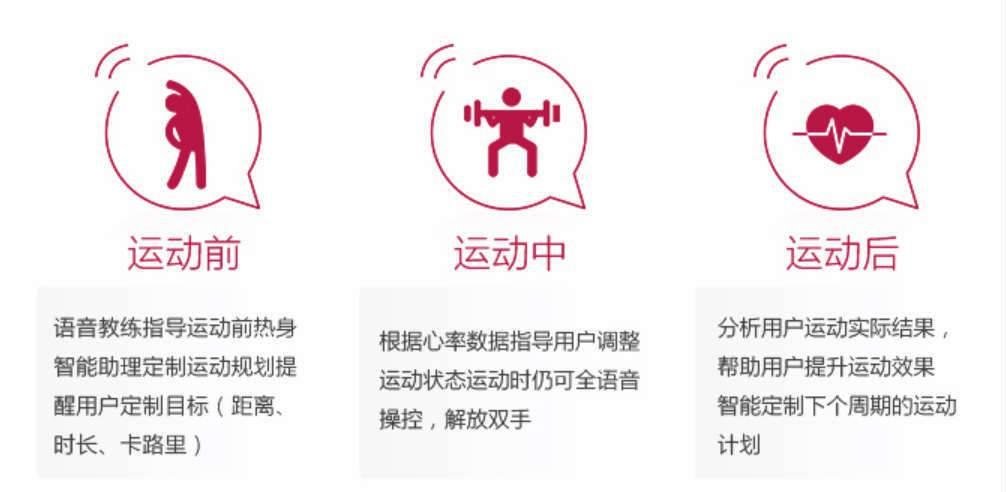 运动前
语音教练指导运动前热身
智能助理定制运动规划提
醒用户定制目标（距离、
时长、卡路里）
运动中
根据心率数据指导用户调整
运动状态运动时仍可全语音
操控，解放双手
运动后
分析用户运动实际结果，
帮助用户提升运动效果
智能定制下个周期的运动
计划